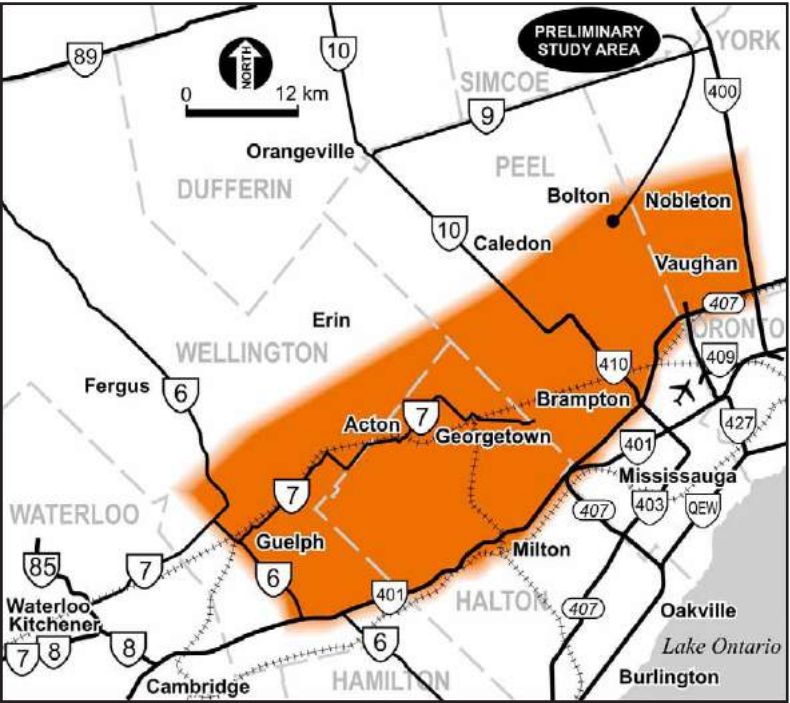 PRELIMINARY
STUDY AREA
YORK
89
NORTH
10
0 12 km
SIMCOE
400
9
Orangeville
PEEL
DUFFERIN
Bolton
Nobleton
10
Caledon
Vaughan
407
Erin
TORONTO
WELLINGTON
410
409
Fergus
6
Brampton
Acton
7
Georgetown
427
401
Mississauga
7
403
QEW
407
WATERLOO
Guelph
Milton
85
7
6
401
HALTON
407
Waterloo
Kitchener
Oakville
7
8
8
6
Lake Ontario
Cambridge
HAMILTON
Burlington